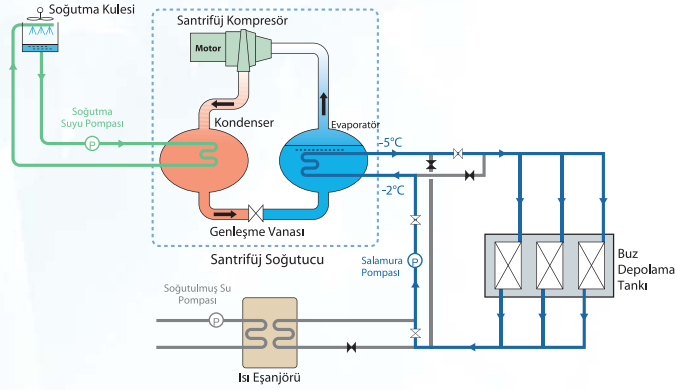 Soğutma Kulesi
Santrifüj Kompresör
Motor
Soğutma
Suyu Pompası
P
Kondenser
Evaporatör
-5°C
-2°C
Genleşme Vanası
Santrifüj Soğutucu
Salamura
Pompası
P
Buz
Depolama
Tankı
Soğutulmuş Su
Pompası
P
Isı Eşanjörü